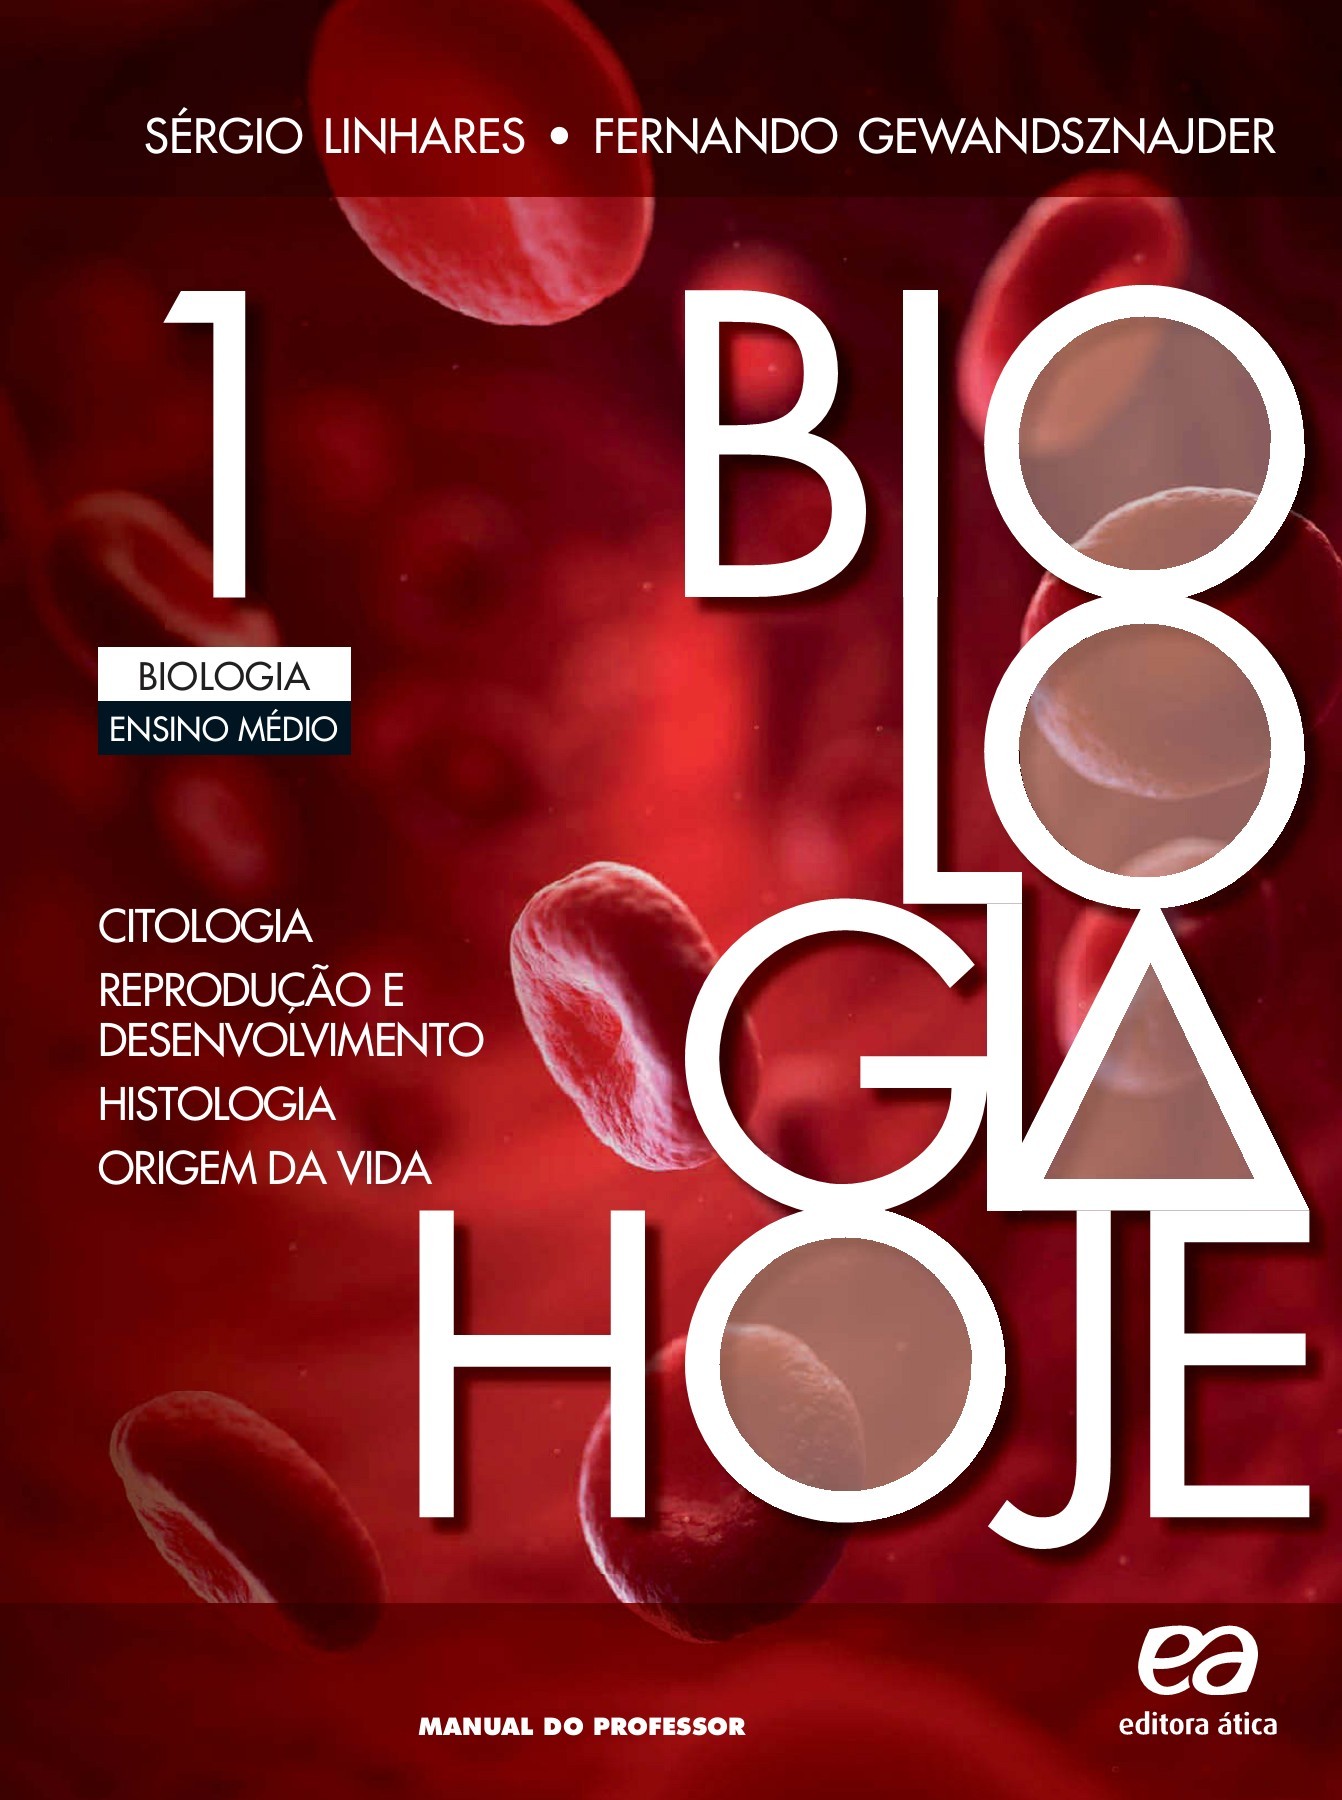 SÉRGIO LINHARES • FERNANDO GEWANDSZNAJDER
1
BIO
LO
GIA
HOJE
BIOLOGIA
ENSINO MÉDIO
CITOLOGIA
REPRODUÇÃO E
DESENVOLVIMENTO
HISTOLOGIA
ORIGEM DA VIDA
MANUAL DO PROFESSOR
ea
editora ática